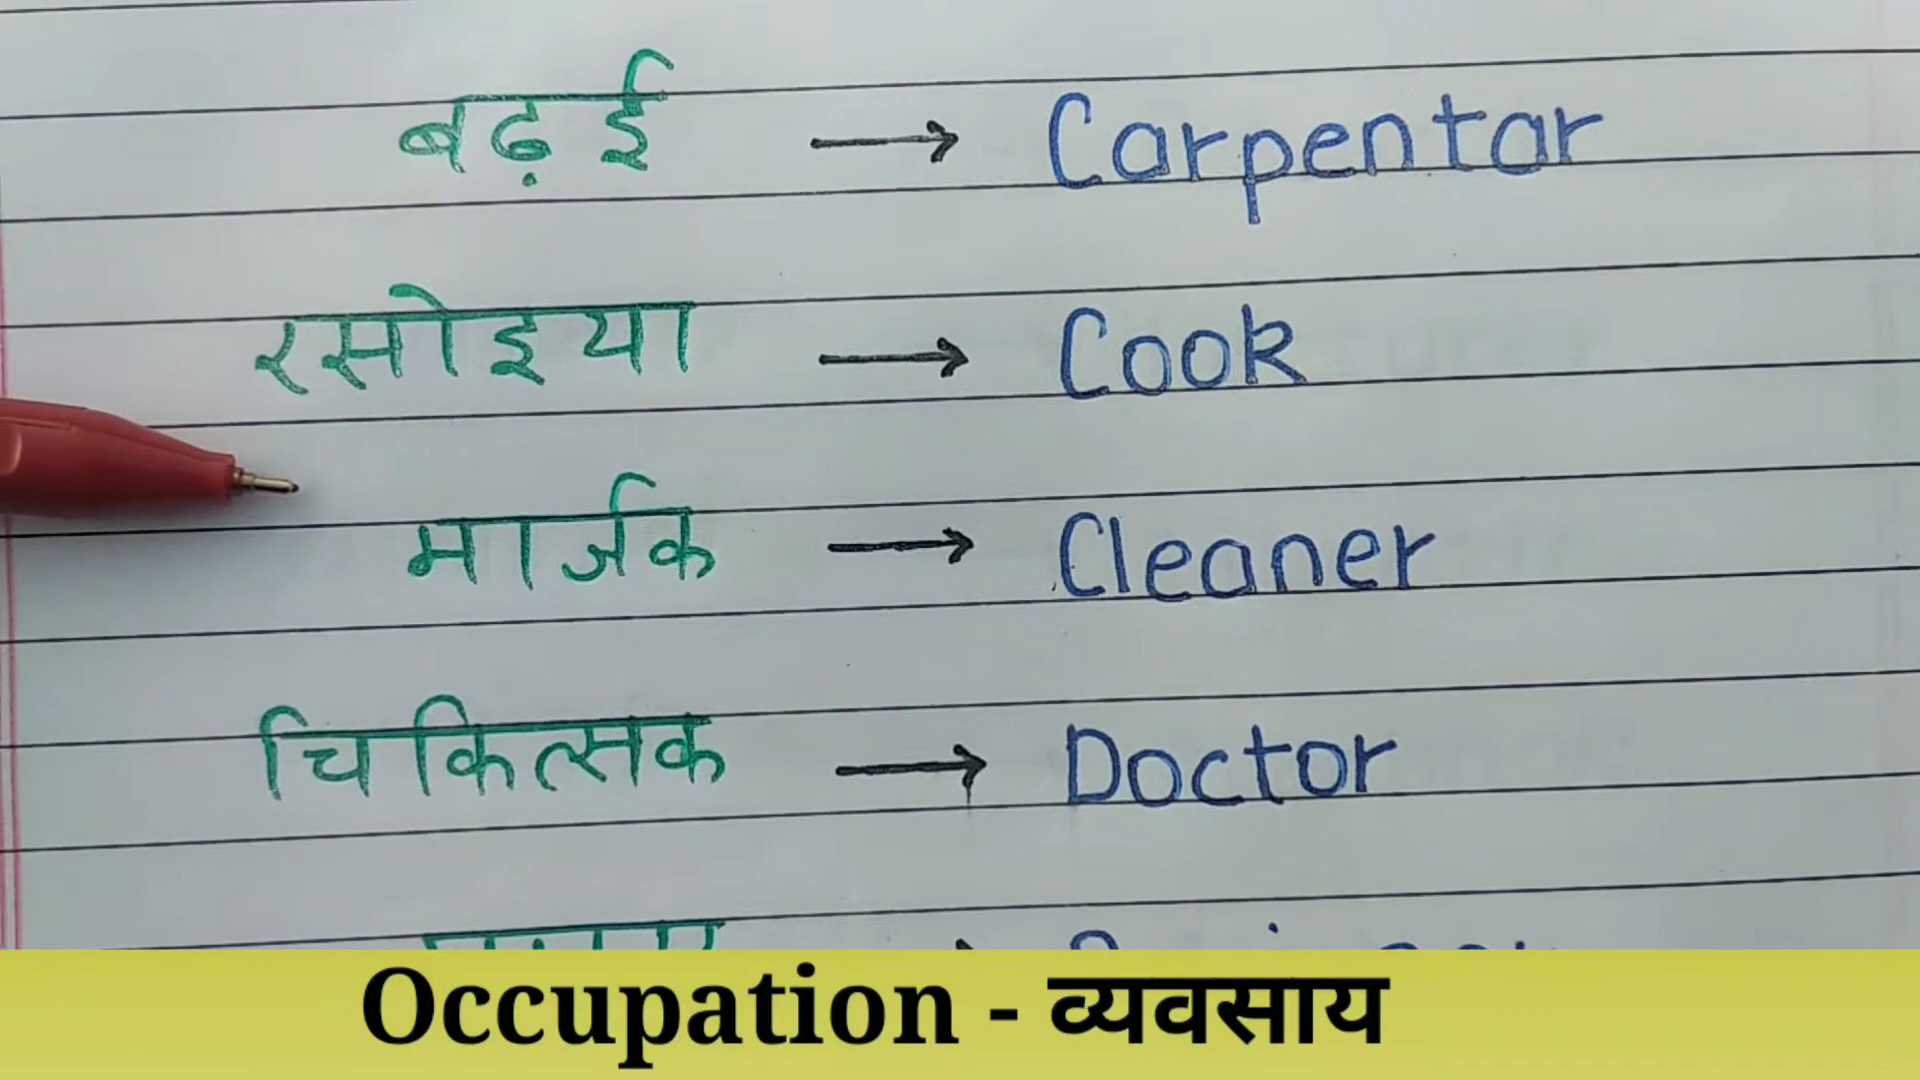 बढ़ई → Carpentar
रसोइया → Cook
मार्जक → Cleaner
चिकित्सक → Doctor
Occupation - व्यवसाय